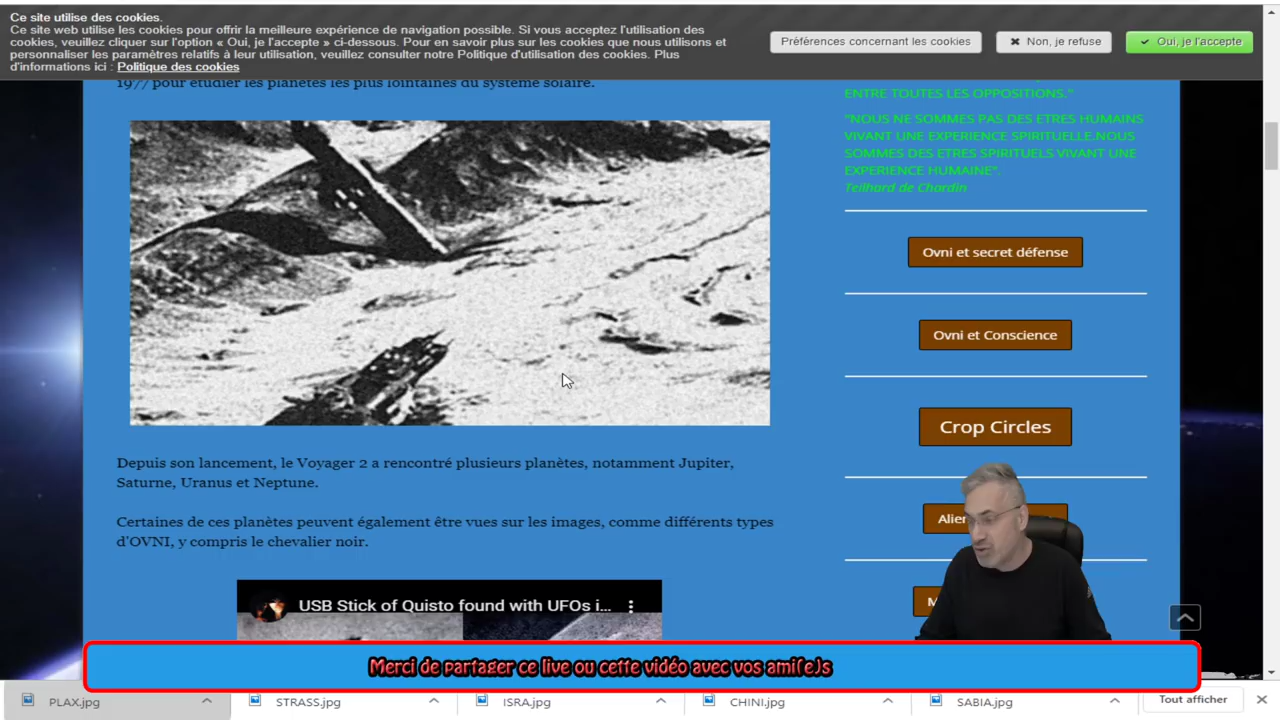 Ce site utilise des cookies.
Ce site web utilise les cookies pour offrir la meilleure expérience de navigation possible. Si vous acceptez l'utilisation des
cookies, veuillez cliquer sur l'option « Oui, je l'accepte » ci-dessous. Pour en savoir plus sur les cookies que nous utilisons et
personnaliser les paramètres relatifs à leur utilisation, veuillez consulter notre Politique d'utilisation des cookies. Plus
d'informations ici : Politique des cookies
Préférences concernant les cookies
Non, je refuse
Oui, je l'accepte
1977 pour étudier les planètes les plus lointaines du système solaire.
Depuis son lancement, le Voyager 2 a rencontré plusieurs planètes, notamment Jupiter,
Saturne, Uranus et Neptune.
Certaines de ces planètes peuvent également être vues sur les images, comme différents types
d'OVNI, y compris le chevalier noir.
USB Stick of Quisto found with UFOs i...
ENTRE TOUTES LES OPPOSITIONS."
"NOUS NE SOMMES PAS DES ETRES HUMAINS
VIVANT UNE EXPERIENCE SPIRITUELLE.NOUS
SOMMES DES ETRES SPIRITUELS VIVANT UNE
EXPERIENCE HUMAINE".
Teilhard de Chardin
Ovni et secret défense
Ovni et Conscience
Crop Circles
Merci de partager ce live ou cette vidéo avec vos ami(e)s
PLAX.jpg
STRASS.jpg
ISRA.jpg
CHINI.jpg
SABIA.jpg
Tout afficher